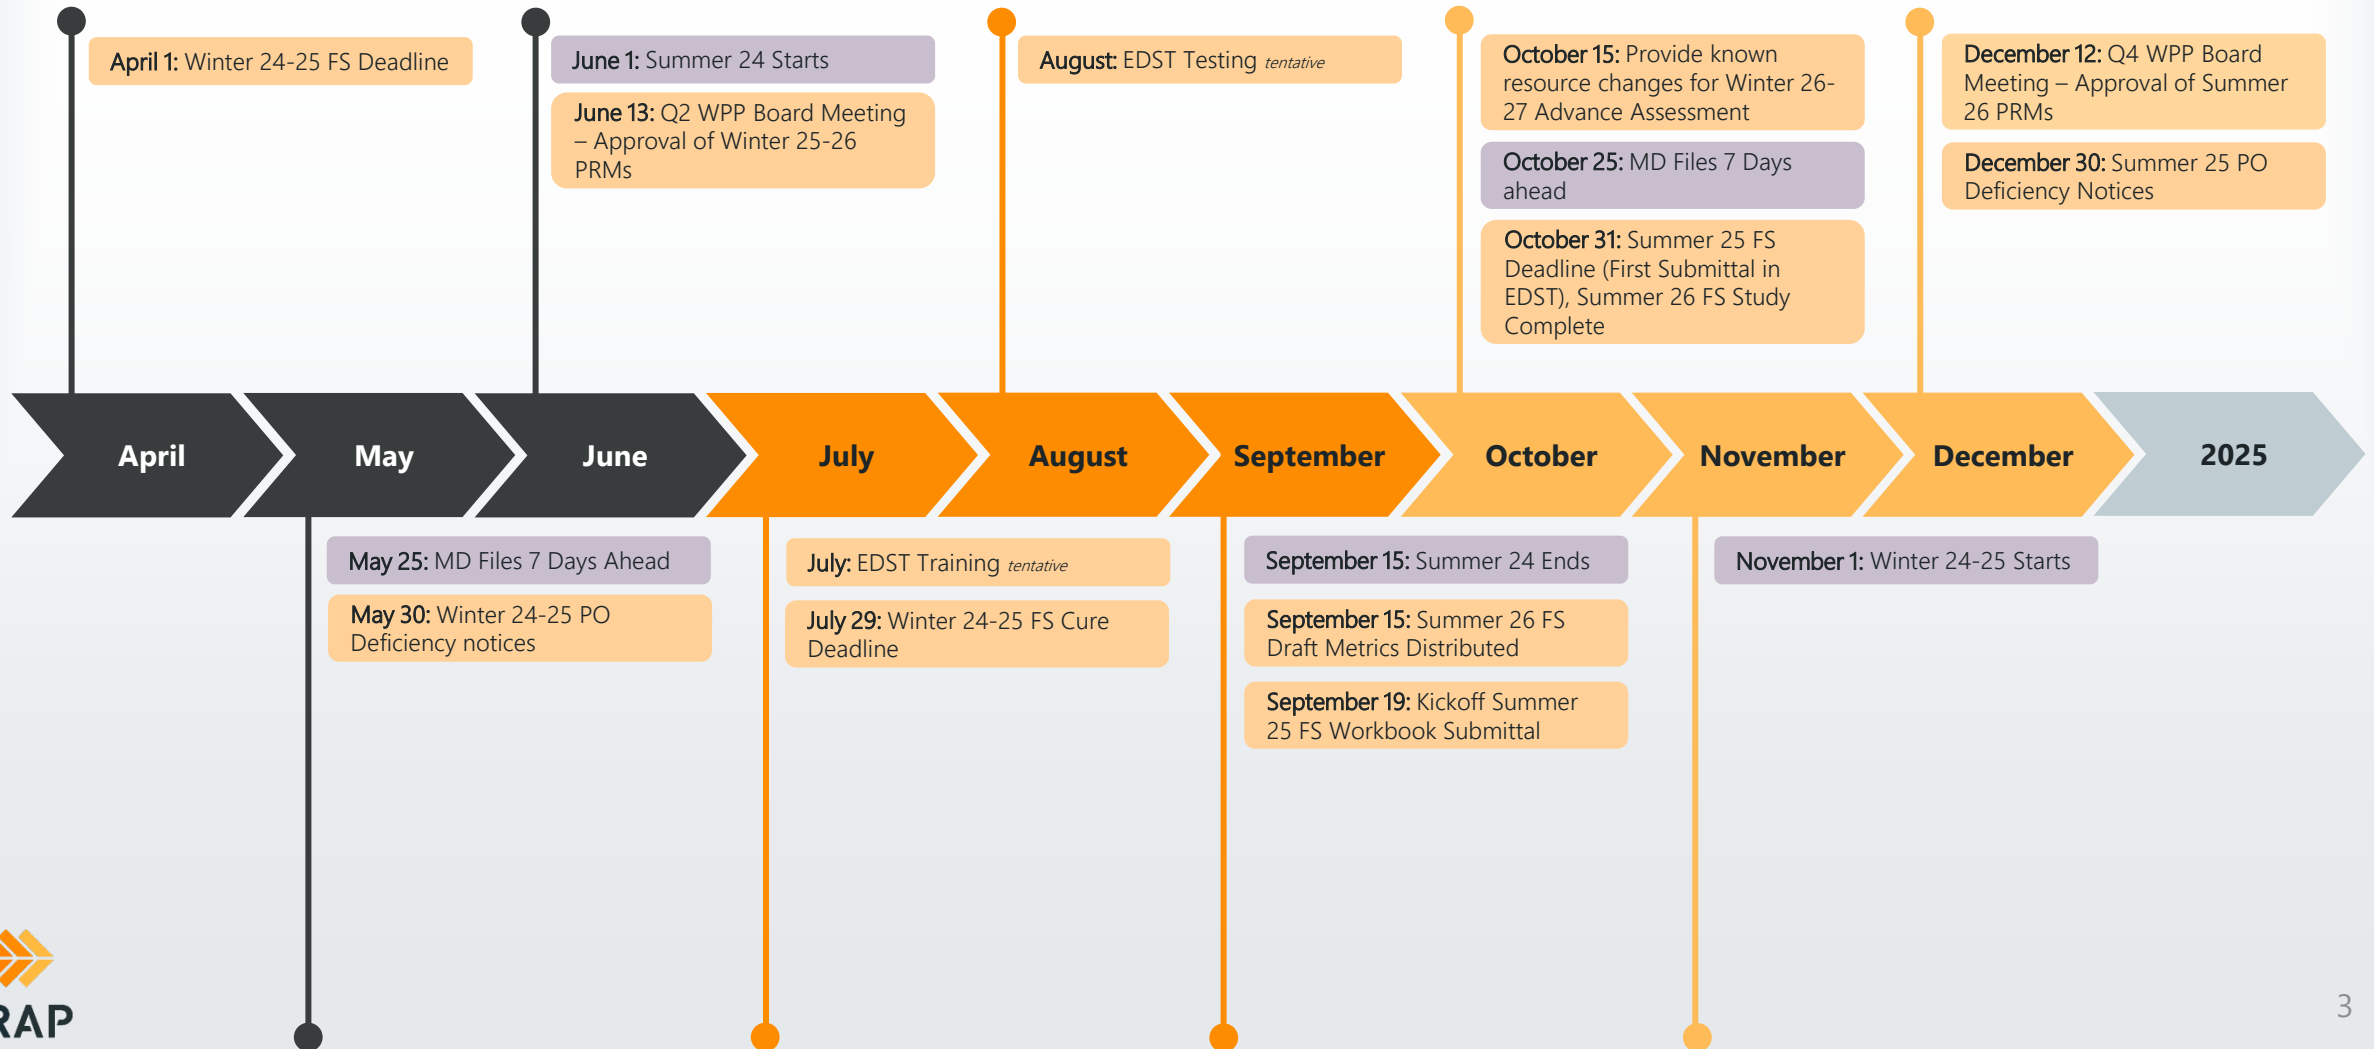 April 1: Winter 24-25 FS Deadline
June 1: Summer 24 Starts
June 13: Q2 WPP Board Meeting
– Approval of Winter 25-26
PRMs
August: EDST Testing tentative
October 15: Provide known
resource changes for Winter 26-
27 Advance Assessment
October 25: MD Files 7 Days
ahead
October 31: Summer 25 FS
Deadline (First Submittal in
EDST), Summer 26 FS Study
Complete
December 12: Q4 WPP Board
Meeting – Approval of Summer
26 PRMs
December 30: Summer 25 PO
Deficiency Notices
April
May
June
July
August
September
October
November
December
2025
May 25: MD Files 7 Days Ahead
May 30: Winter 24-25 PO
Deficiency notices
July: EDST Training tentative
July 29: Winter 24-25 FS Cure
Deadline
September 15: Summer 24 Ends
September 15: Summer 26 FS
Draft Metrics Distributed
September 19: Kickoff Summer
25 FS Workbook Submittal
November 1: Winter 24-25 Starts
RAP
3